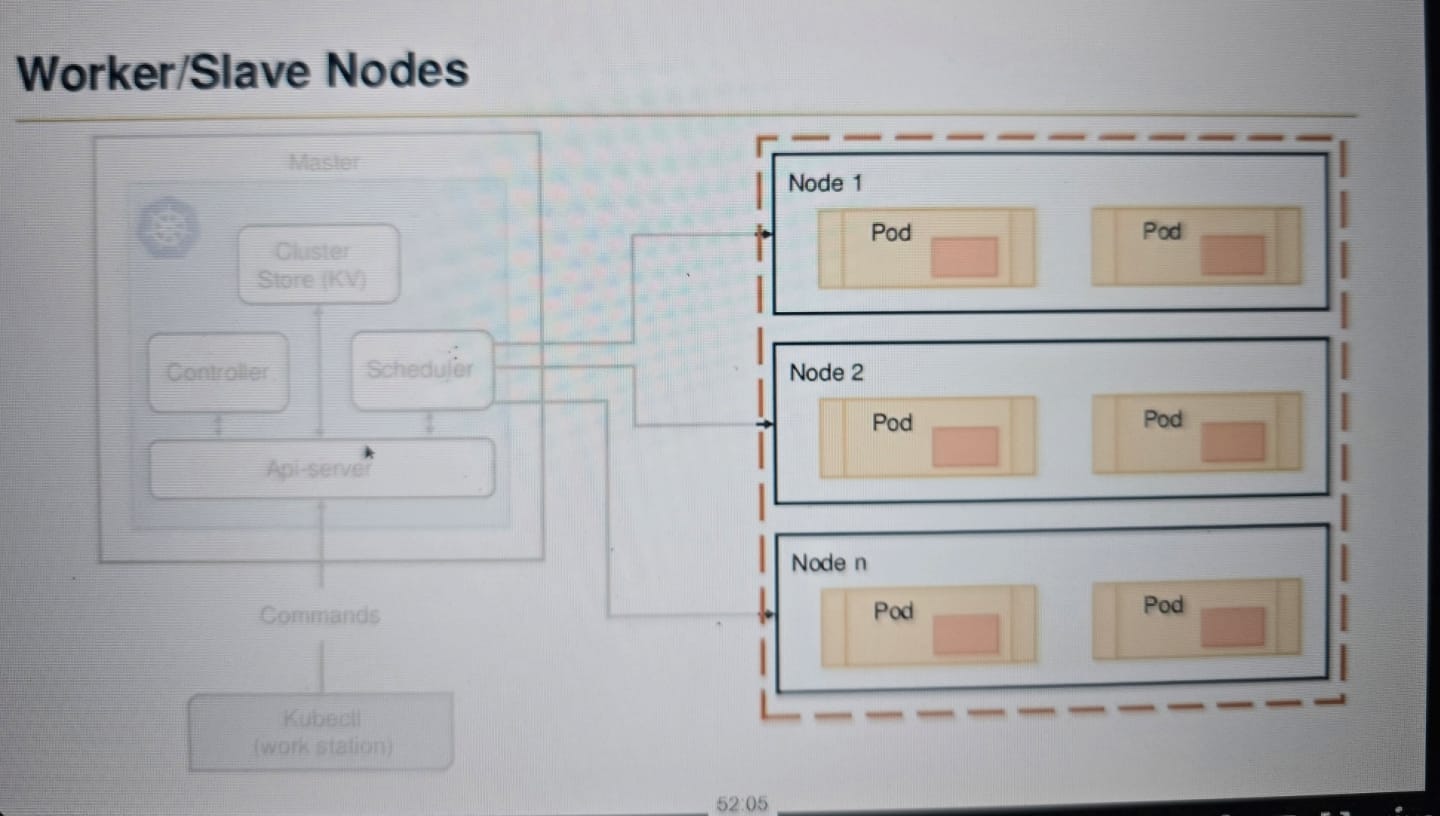 Worker/Slave Nodes
Master
Cluster
Store (KV)
Controller
Scheduler
Api-server
Commands
Kubectl
(work station)
Node 1
Pod
Pod
Node 2
Pod
Pod
Node n
Pod
Pod
52:05